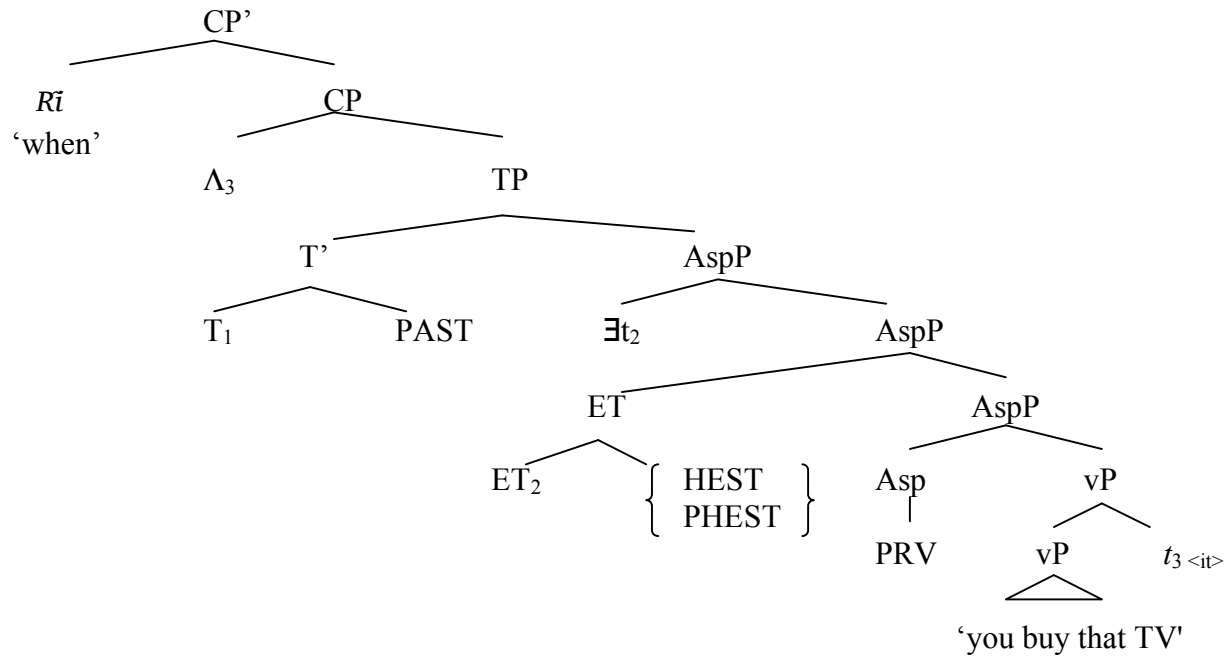 CP’
Rĩ CP
‘when’
Λ₃ TP
T’ AspP
T₁ PAST ∃t₂ AspP
ET AspP
ET₂ { HEST } Asp vP
PHEST
PRV vP t₃ <it>
‘you buy that TV'